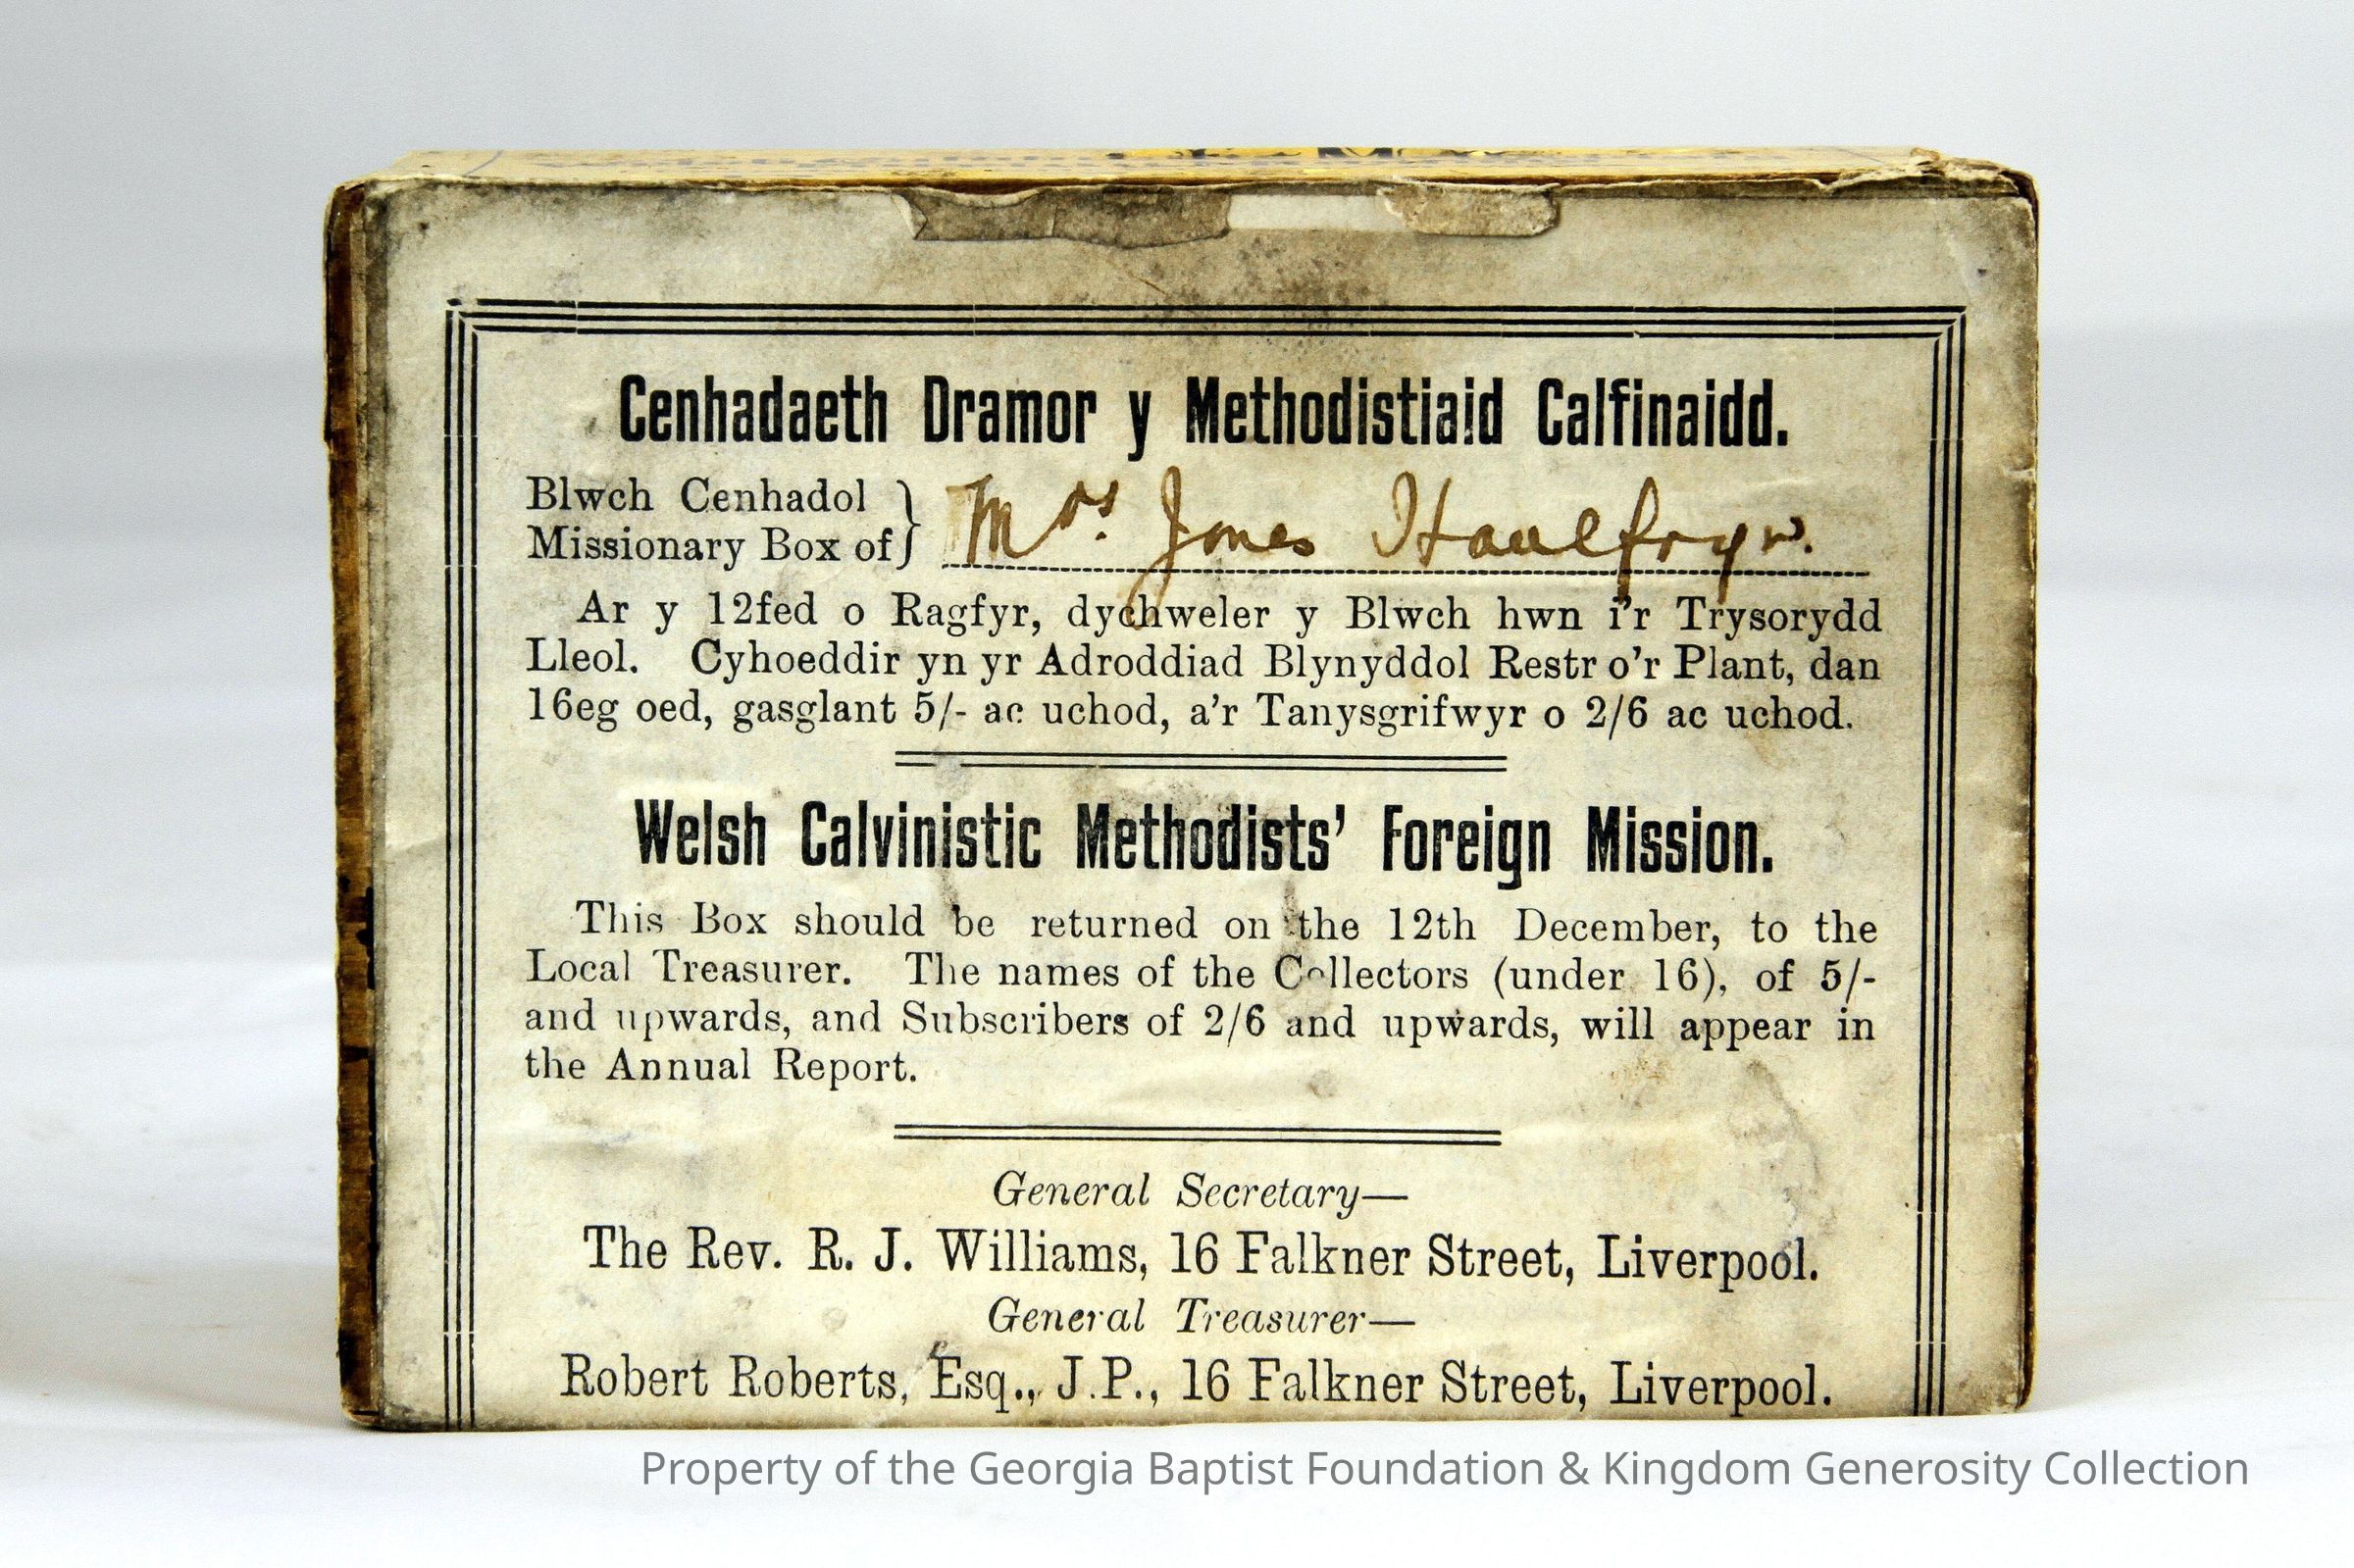 Cenhadaeth Dramor y Methodistiaid Calfinaidd.
Blwch Cenhadol
Missionary Box of } Mrs. Jones Haulfryn.
Ar y 12fed o Ragfyr, dychweler y Blwch hwn i'r Trysorydd
Lleol. Cyhoeddir yn yr Adroddiad Blynyddol Restr o'r Plant, dan
16eg oed, gasglant 5/- ac uchod, a'r Tanysgrifwyr o 2/6 ac uchod.
Welsh Calvinistic Methodists' Foreign Mission.
This Box should be returned on the 12th December, to the
Local Treasurer. The names of the Collectors (under 16), of 5/-
and upwards, and Subscribers of 2/6 and upwards, will appear in
the Annual Report.
General Secretary—
The Rev. R. J. Williams, 16 Falkner Street, Liverpool.
General Treasurer—
Robert Roberts, Esq., J.P., 16 Falkner Street, Liverpool.
Property of the Georgia Baptist Foundation & Kingdom Generosity Collection